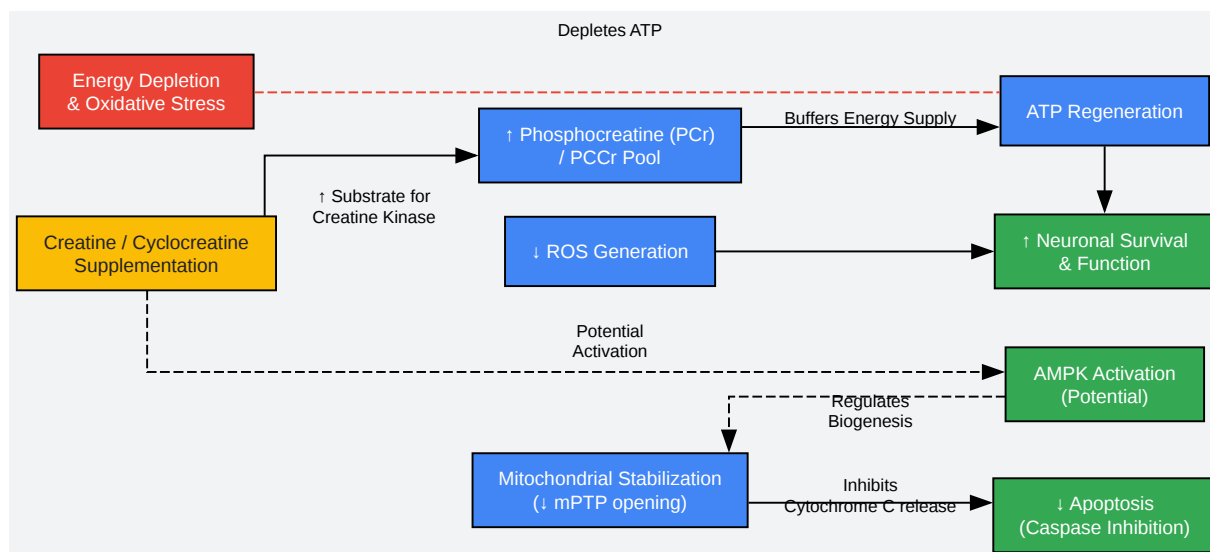 Depletes ATP
Energy Depletion
& Oxidative Stress
ATP Regeneration
↑ Phosphocreatine (PCr)
/ PCCr Pool
Buffers Energy Supply
↑ Substrate for
Creatine Kinase
Creatine / Cyclocreatine
Supplementation
↓ ROS Generation
↑ Neuronal Survival
& Function
Potential
Activation
AMPK Activation
(Potential)
Regulates
Biogenesis
Mitochondrial Stabilization
(↓ mPTP opening)
Inhibits
Cytochrome C release
↓ Apoptosis
(Caspase Inhibition)